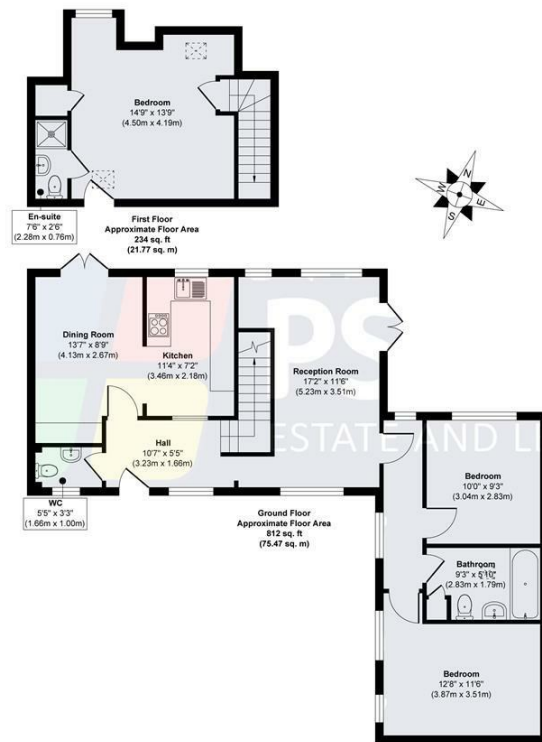 Bedroom
14'9" x 13'9"
(4.50m x 4.19m)
En-suite
7'6" x 2'6"
(2.28m x 0.76m)
First Floor
Approximate Floor Area
234 sq. ft
(21.77 sq. m)
N
W
E
S
Dining Room
13'7" x 8'9"
(4.13m x 2.67m)
Kitchen
11'4" x 7'2"
(3.46m x 2.18m)
Reception Room
17'2" x 11'6"
(5.23m x 3.51m)
PS
ESTATE AND
Hall
10'7" x 5'5"
(3.23m x 1.66m)
WC
5'5" x 3'3"
(1.66m x 1.00m)
Ground Floor
Approximate Floor Area
812 sq. ft
(75.47 sq. m)
Bedroom
10'0" x 9'3"
(3.04m x 2.83m)
Bathroom
9'3" x 5'10"
(2.83m x 1.79m)
Bedroom
12'8" x 11'6"
(3.87m x 3.51m)